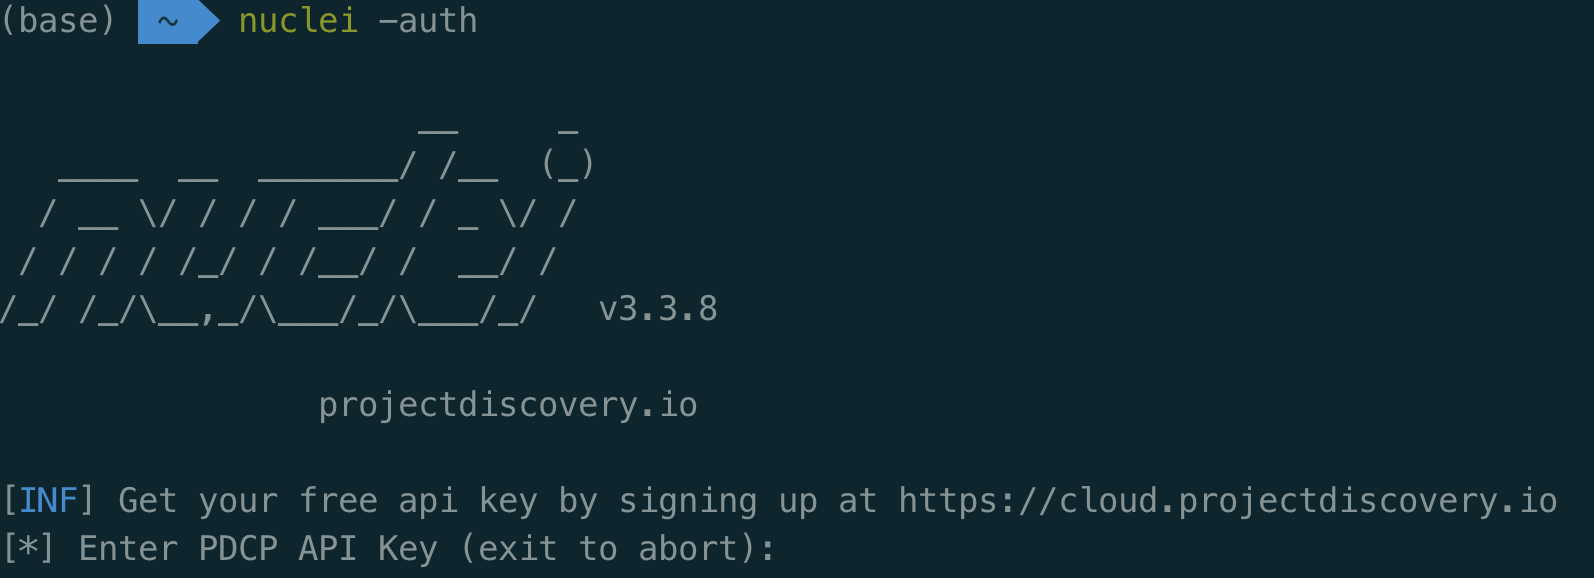 (base) ~ nuclei -auth
                     __     _
   ____  __  _______/ /__  (_)
  / __ \/ / / / ___/ / _ \/ /
 / / / / /_/ / /__/ /  __/ /
/_/ /_/\__,_/\___/_/\___/_/   v3.3.8
projectdiscovery.io
[INF] Get your free api key by signing up at https://cloud.projectdiscovery.io
[*] Enter PDCP API Key (exit to abort):